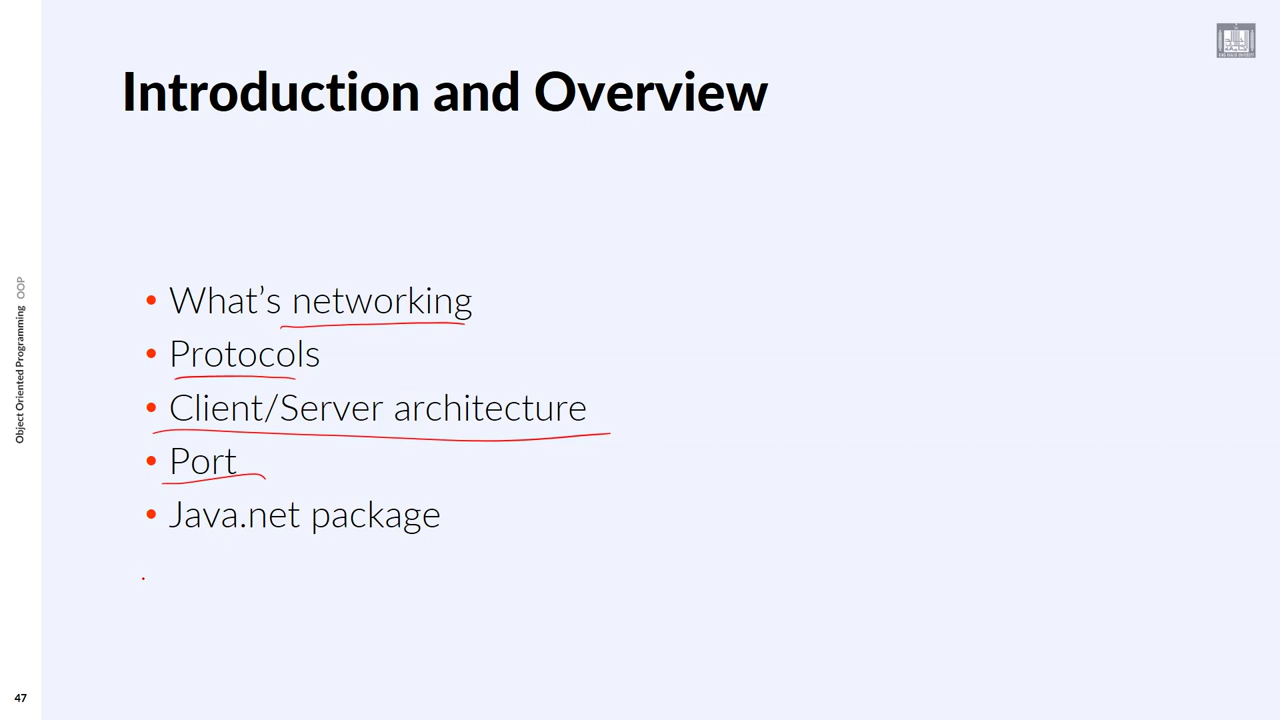 Introduction and Overview
• What's networking
• Protocols
• Client/Server architecture
• Port
• Java.net package
Object Oriented Programming OOP
47